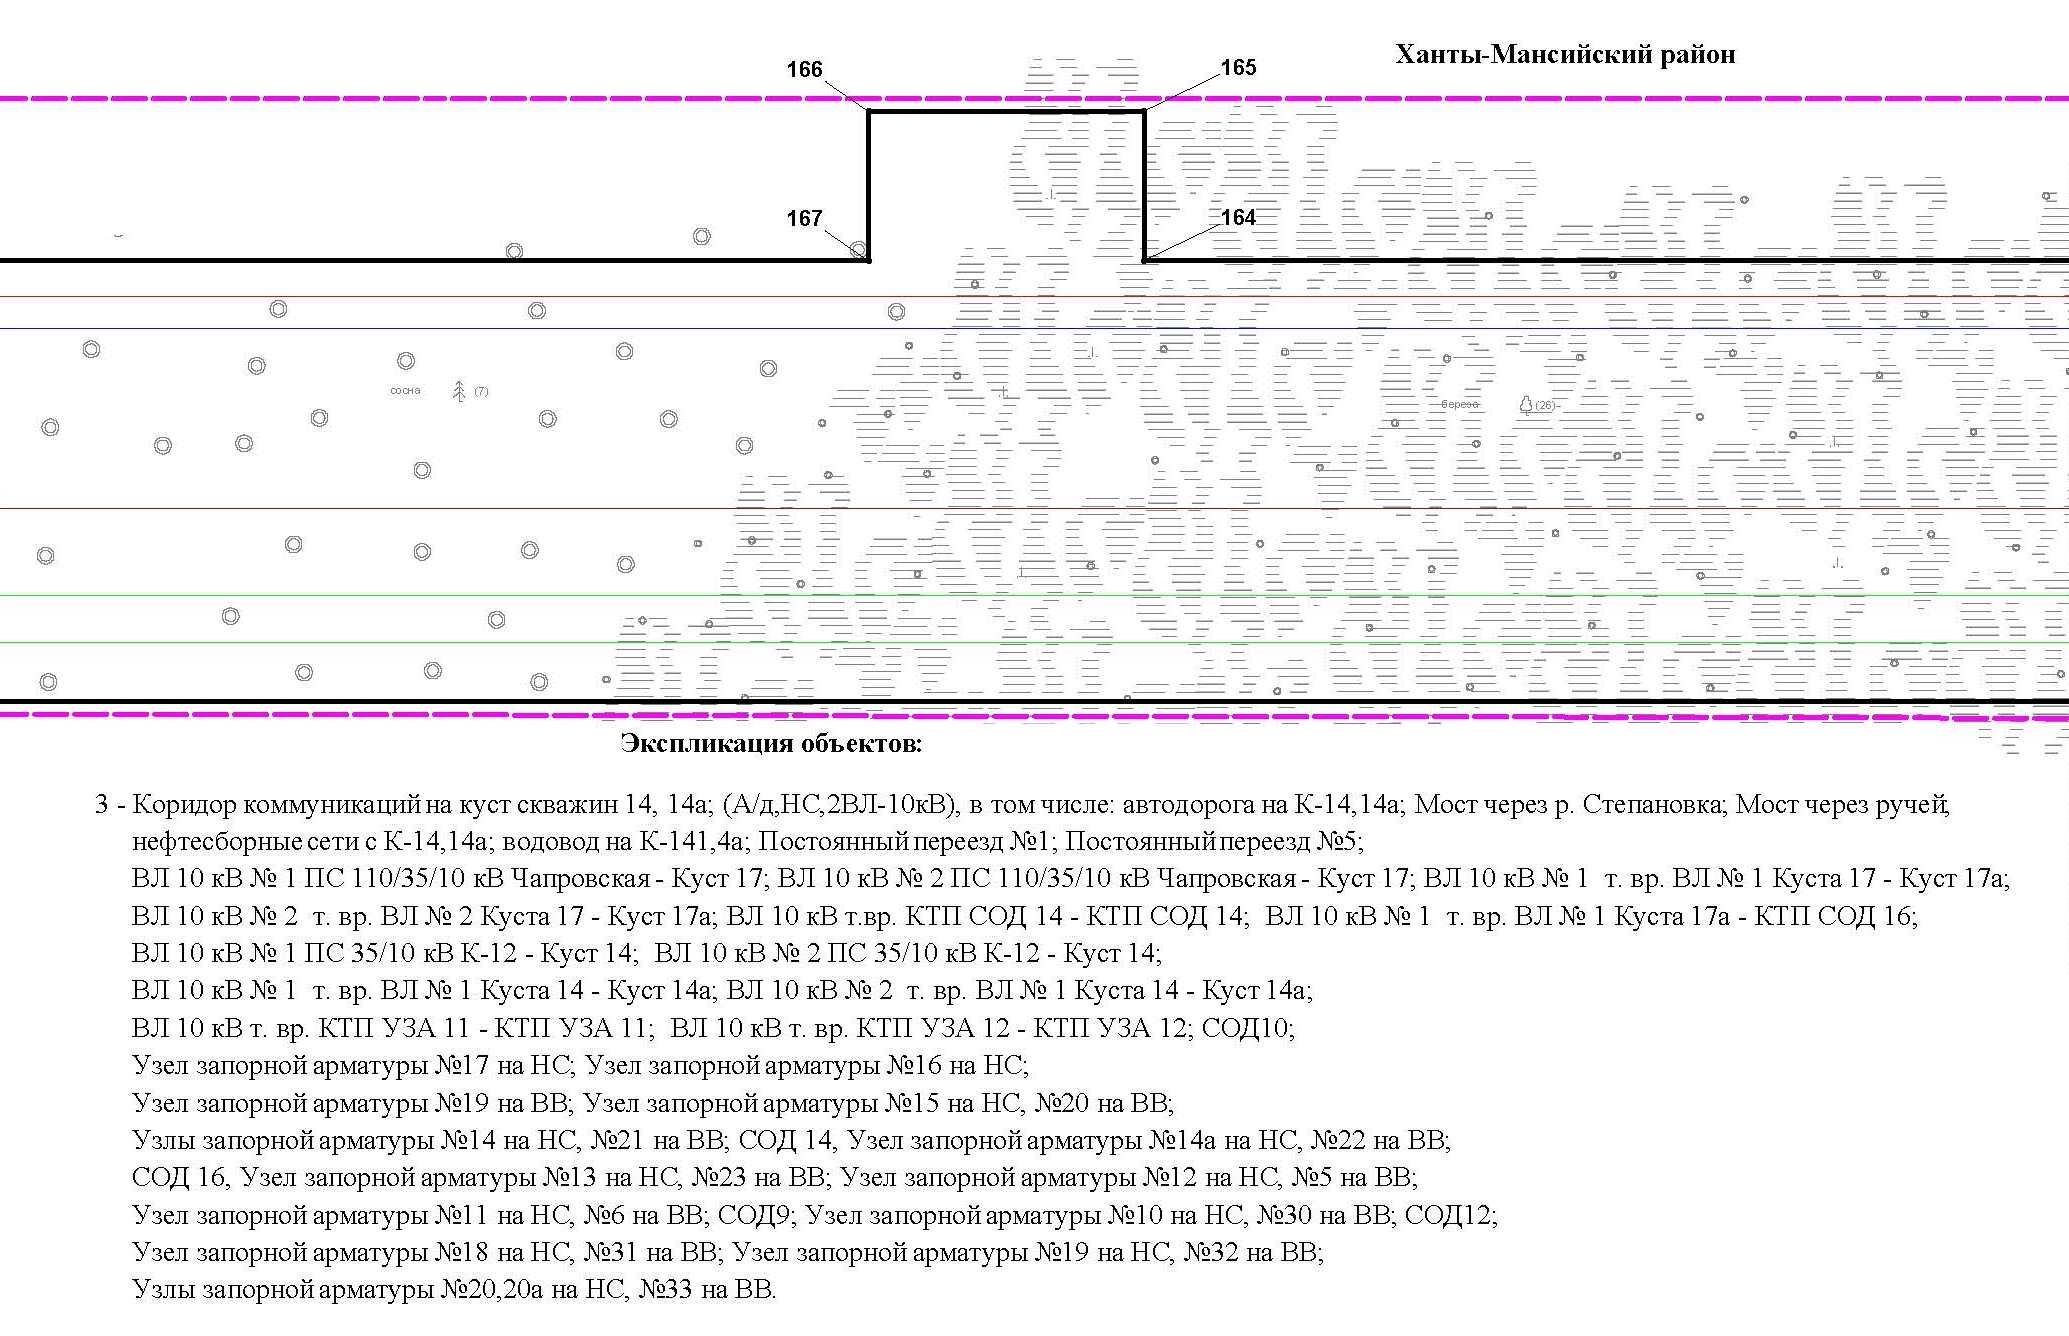 Ханты-Мансийский район
166
165
167
164
сосна (7)
береза (26)
Экспликация объектов:
3 - Коридор коммуникаций на куст скважин 14, 14а; (А/д,НС,2ВЛ-10кВ), в том числе: автодорога на К-14,14а; Мост через р. Степановка; Мост через ручей;
нефтесборные сети с К-14,14а; водовод на К-141,4а; Постоянный переезд №1; Постоянный переезд №5;
ВЛ 10 кВ № 1 ПС 110/35/10 кВ Чапровская - Куст 17; ВЛ 10 кВ № 2 ПС 110/35/10 кВ Чапровская - Куст 17; ВЛ 10 кВ № 1 т. вр. ВЛ № 1 Куста 17 - Куст 17а;
ВЛ 10 кВ № 2 т. вр. ВЛ № 2 Куста 17 - Куст 17а; ВЛ 10 кВ т.вр. КТП СОД 14 - КТП СОД 14; ВЛ 10 кВ № 1 т. вр. ВЛ № 1 Куста 17а - КТП СОД 16;
ВЛ 10 кВ № 1 ПС 35/10 кВ К-12 - Куст 14; ВЛ 10 кВ № 2 ПС 35/10 кВ К-12 - Куст 14;
ВЛ 10 кВ № 1 т. вр. ВЛ № 1 Куста 14 - Куст 14а; ВЛ 10 кВ № 2 т. вр. ВЛ № 1 Куста 14 - Куст 14а;
ВЛ 10 кВ т. вр. КТП УЗА 11 - КТП УЗА 11; ВЛ 10 кВ т. вр. КТП УЗА 12 - КТП УЗА 12; СОД10;
Узел запорной арматуры №17 на НС; Узел запорной арматуры №16 на НС;
Узел запорной арматуры №19 на ВВ; Узел запорной арматуры №15 на НС, №20 на ВВ;
Узлы запорной арматуры №14 на НС, №21 на ВВ; СОД 14, Узел запорной арматуры №14а на НС, №22 на ВВ;
СОД 16, Узел запорной арматуры №13 на НС, №23 на ВВ; Узел запорной арматуры №12 на НС, №5 на ВВ;
Узел запорной арматуры №11 на НС, №6 на ВВ; СОД9; Узел запорной арматуры №10 на НС, №30 на ВВ; СОД12;
Узел запорной арматуры №18 на НС, №31 на ВВ; Узел запорной арматуры №19 на НС, №32 на ВВ;
Узлы запорной арматуры №20,20а на НС, №33 на ВВ.